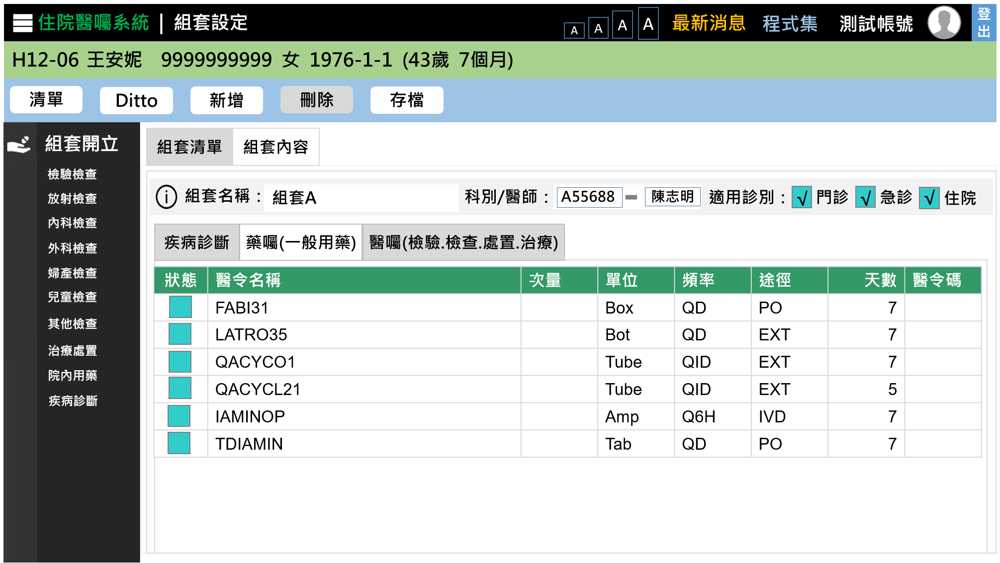 住院醫囑系統 | 組套設定 A A A A 最新消息 程式集 測試帳號 登出
H12-06 王安妮 9999999999 女 1976-1-1 (43歲 7個月)
清單 Ditto 新增 刪除 存檔
組套開立
檢驗檢查
放射檢查
內科檢查
外科檢查
婦產檢查
兒童檢查
其他檢查
治療處置
院內用藥
疾病診斷
組套清單 組套內容
組套名稱： 組套A 科別/醫師： A55688 - 陳志明 適用診別： √ 門診 √ 急診 √ 住院
疾病診斷 藥囑(一般用藥) 醫囑(檢驗.檢查.處置.治療)
狀態 醫令名稱 次量 單位 頻率 途徑 天數 醫令碼
FABI31 Box QD PO 7
LATRO35 Bot QD EXT 7
QACYCO1 Tube QID EXT 7
QACYCL21 Tube QID EXT 5
IAMINOP Amp Q6H IVD 7
TDIAMIN Tab QD PO 7